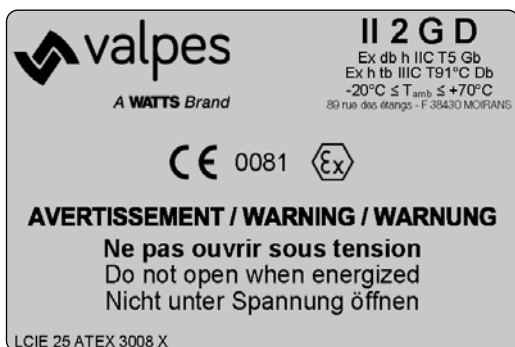 valpes
A WATTS Brand
II 2 G D
Ex db h IIC T5 Gb
Ex h tb IIIC T91°C Db
-20°C ≤ Tamb ≤ +70°C
89 rue des étangs - F 38430 MOIRANS
CE 0081 Ex
AVERTISSEMENT / WARNING / WARNUNG
Ne pas ouvrir sous tension
Do not open when energized
Nicht unter Spannung öffnen
LCIE 25 ATEX 3008 X